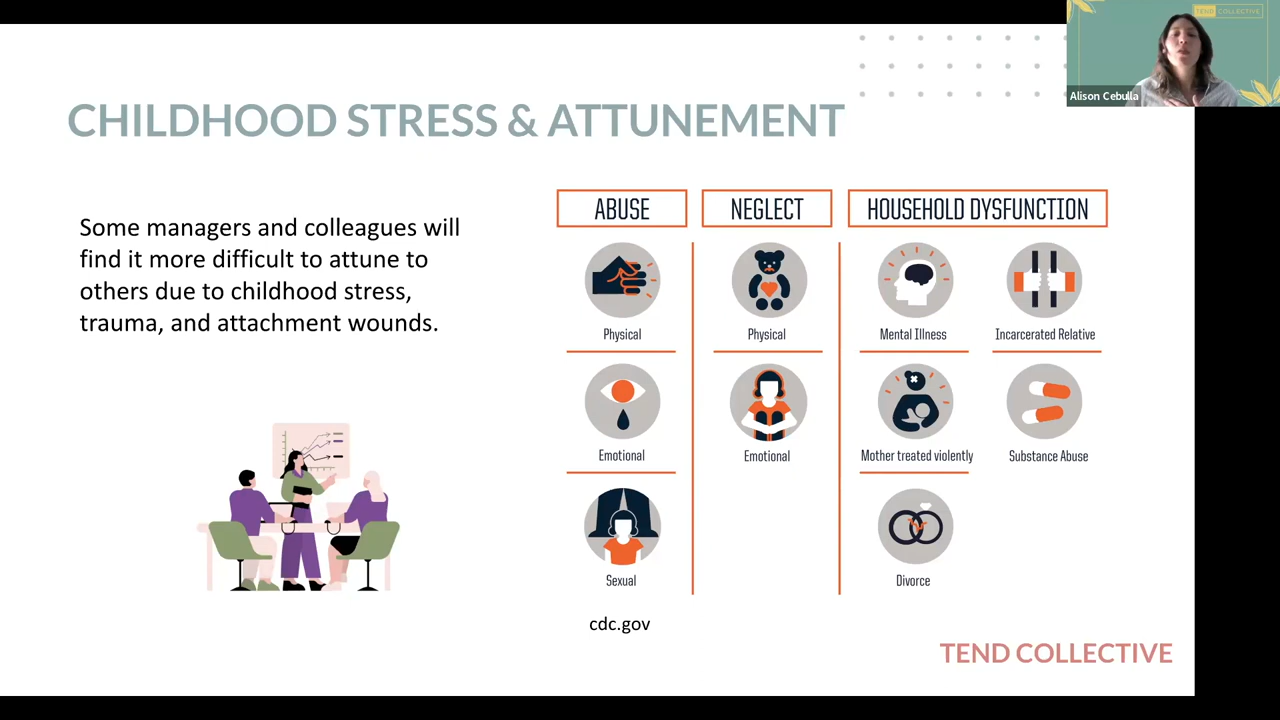 TEND COLLECTIVE
Alison Cebulla
CHILDHOOD STRESS & ATTUNEMENT
Some managers and colleagues will
find it more difficult to attune to
others due to childhood stress,
trauma, and attachment wounds.
ABUSE
NEGLECT
HOUSEHOLD DYSFUNCTION
Physical
Physical
Mental Illness
Incarcerated Relative
Emotional
Emotional
Mother treated violently
Substance Abuse
Sexual
Divorce
cdc.gov
TEND COLLECTIVE